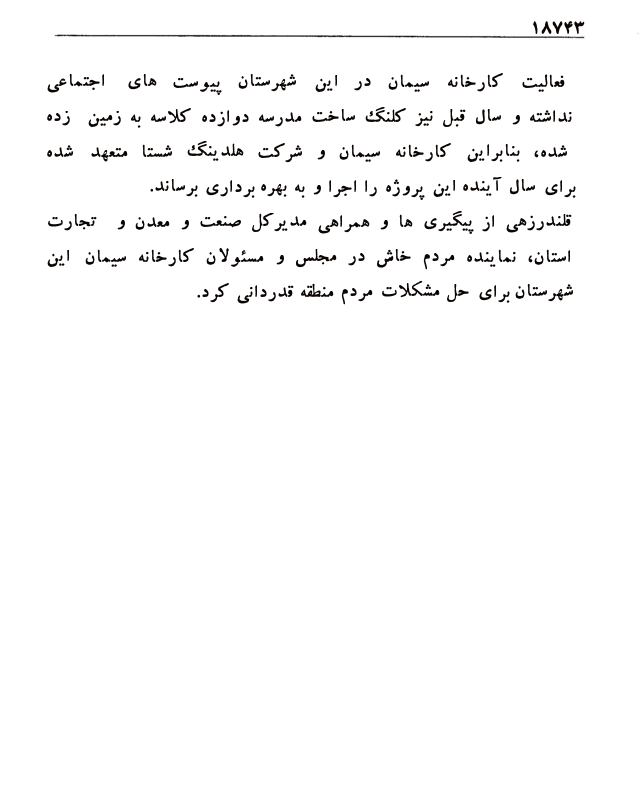 ۱۸۷۴۳
فعالیت کارخانه سیمان در این شهرستان پیوست های اجتماعی
نداشته و سال قبل نیز کلنگ ساخت مدرسه دوازده کلاسه به زمین زده
شده، بنابراین کارخانه سیمان و شرکت هلدینگ شستا متعهد شده
برای سال آینده این پروژه را اجرا و به بهره برداری برساند.
قلندرزهی از پیگیری ها و همراهی مدیرکل صنعت و معدن و تجارت
استان، نماینده مردم خاش در مجلس و مسئولان کارخانه سیمان این
شهرستان برای حل مشکلات مردم منطقه قدردانی کرد.